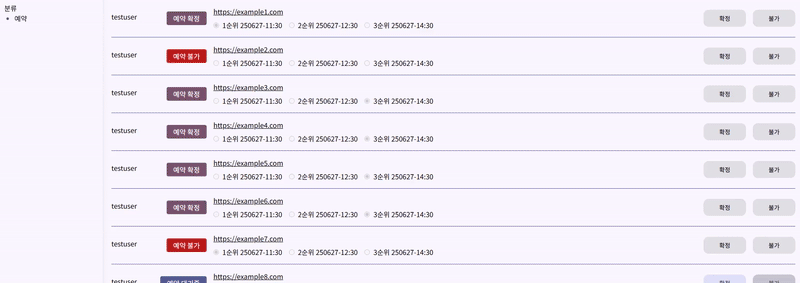 분류
• 예약
testuser 예약 확정 https://example1.com 확정 불가
1순위 250627-11:30 2순위 250627-12:30 3순위 250627-14:30
testuser 예약 불가 https://example2.com 확정 불가
1순위 250627-11:30 2순위 250627-12:30 3순위 250627-14:30
testuser 예약 확정 https://example3.com 확정 불가
1순위 250627-11:30 2순위 250627-12:30 3순위 250627-14:30
testuser 예약 확정 https://example4.com 확정 불가
1순위 250627-11:30 2순위 250627-12:30 3순위 250627-14:30
testuser 예약 확정 https://example5.com 확정 불가
1순위 250627-11:30 2순위 250627-12:30 3순위 250627-14:30
testuser 예약 확정 https://example6.com 확정 불가
1순위 250627-11:30 2순위 250627-12:30 3순위 250627-14:30
testuser 예약 불가 https://example7.com 확정 불가
1순위 250627-11:30 2순위 250627-12:30 3순위 250627-14:30
testuser 예약 대기중 https://example8.com 확정 불가